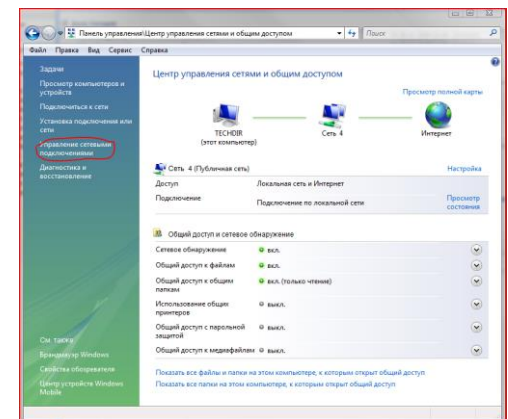 Панель управления\Центр управления сетями и общим доступом
Поиск
Файл Правка Вид Сервис Справка
Задачи
Просмотр компьютеров и
устройств
Подключиться к сети
Установка подключения или
сети
Управление сетевыми
подключениями
Диагностика и
восстановление
См. также
Брандмауэр Windows
Свойства обозревателя
Центр устройств Windows
Mobile
Центр управления сетями и общим доступом
Просмотр полной карты
TECHDIR
(этот компьютер)
Сеть 4
Интернет
Сеть 4 (Публичная сеть)
Настройка
Доступ Локальная сеть и Интернет
Подключение Подключение по локальной сети
Просмотр
состояния
Общий доступ и сетевое обнаружение
Сетевое обнаружение вкл.
Общий доступ к файлам вкл.
Общий доступ к общим
папкам
вкл. (только чтение)
Использование общих
принтеров
выкл.
Общий доступ с парольной
защитой
выкл.
Общий доступ к медиафайлам выкл.
Показать все файлы и папки на этом компьютере, к которым открыт общий доступ
Показать все папки на этом компьютере, к которым открыт общий доступ